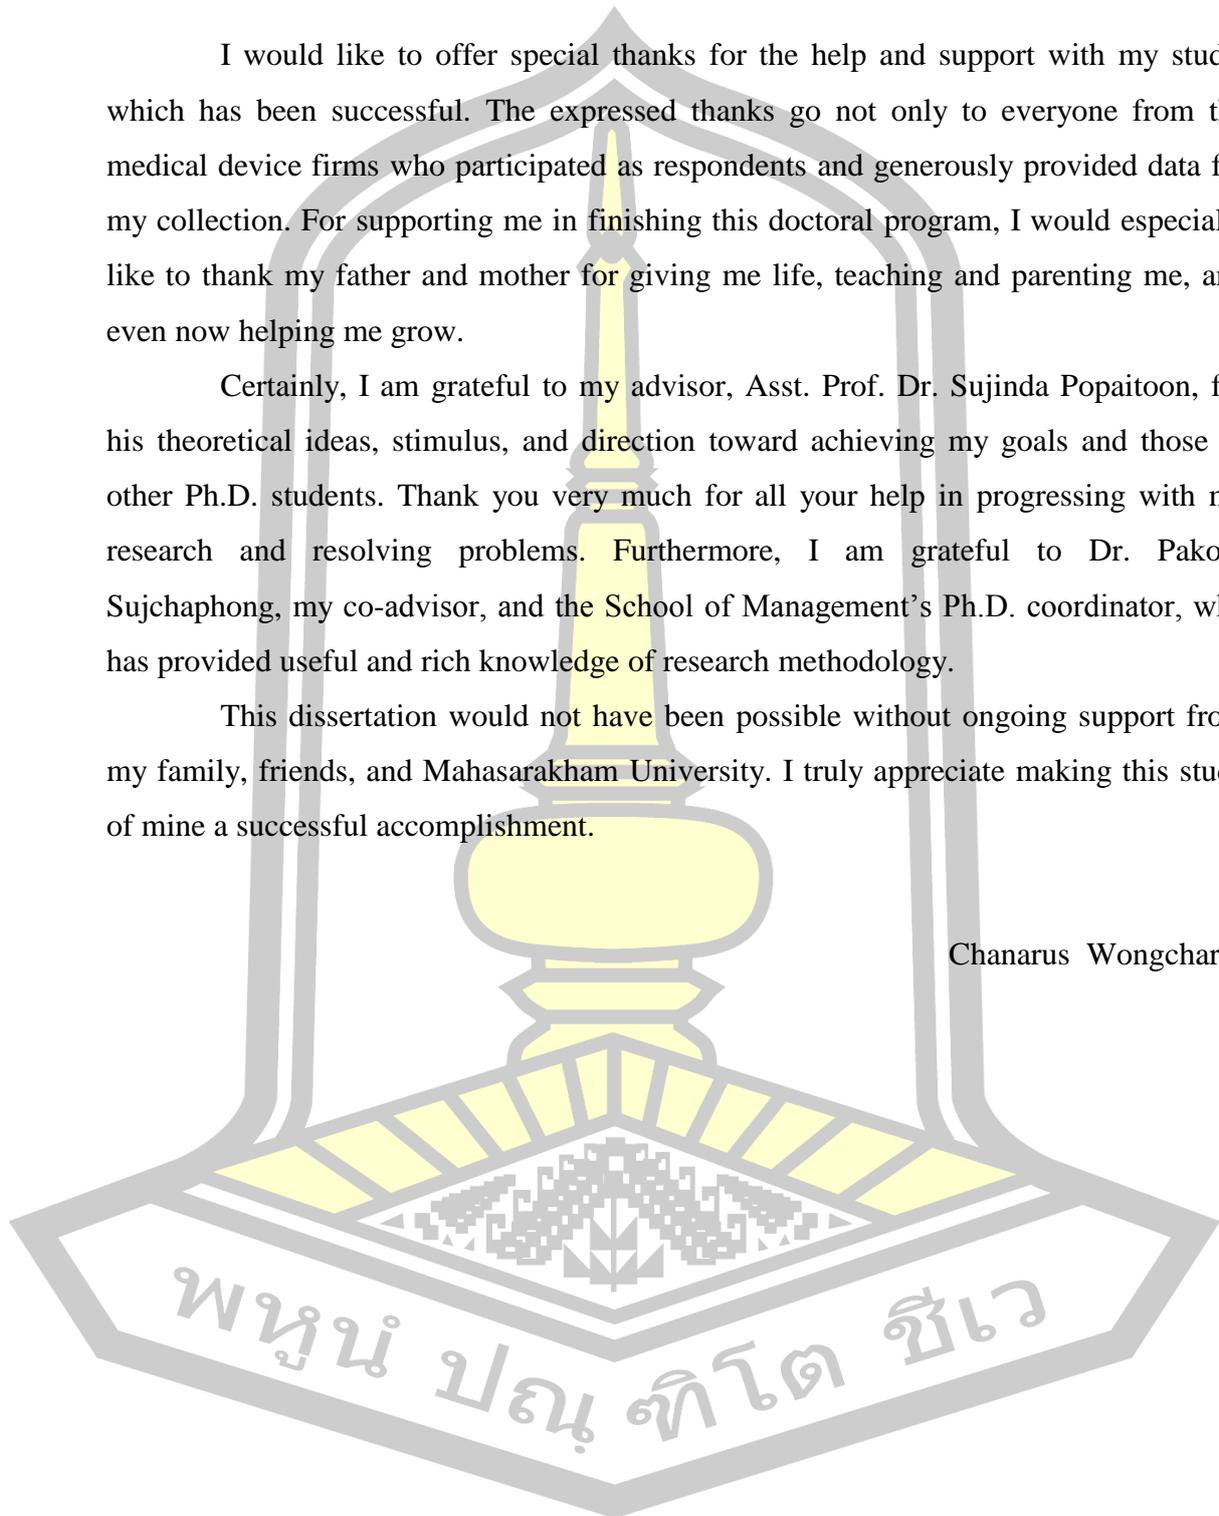 I would like to offer special thanks for the help and support with my stud
which has been successful. The expressed thanks go not only to everyone from t
medical device firms who participated as respondents and generously provided data f
my collection. For supporting me in finishing this doctoral program, I would especial
like to thank my father and mother for giving me life, teaching and parenting me, a
even now helping me grow.
Certainly, I am grateful to my advisor, Asst. Prof. Dr. Sujinda Popaitoon, f
his theoretical ideas, stimulus, and direction toward achieving my goals and those
other Ph.D. students. Thank you very much for all your help in progressing with
research and resolving problems. Furthermore, I am grateful to Dr. Pako
Sujchaphong, my co-advisor, and the School of Management’s Ph.D. coordinator, wh
has provided useful and rich knowledge of research methodology.
This dissertation would not have been possible without ongoing support fro
my family, friends, and Mahasarakham University. I truly appreciate making this stud
of mine a successful accomplishment.
Chanarus Wongchar
พหูนํ ปณฺฑิโต ชีเว